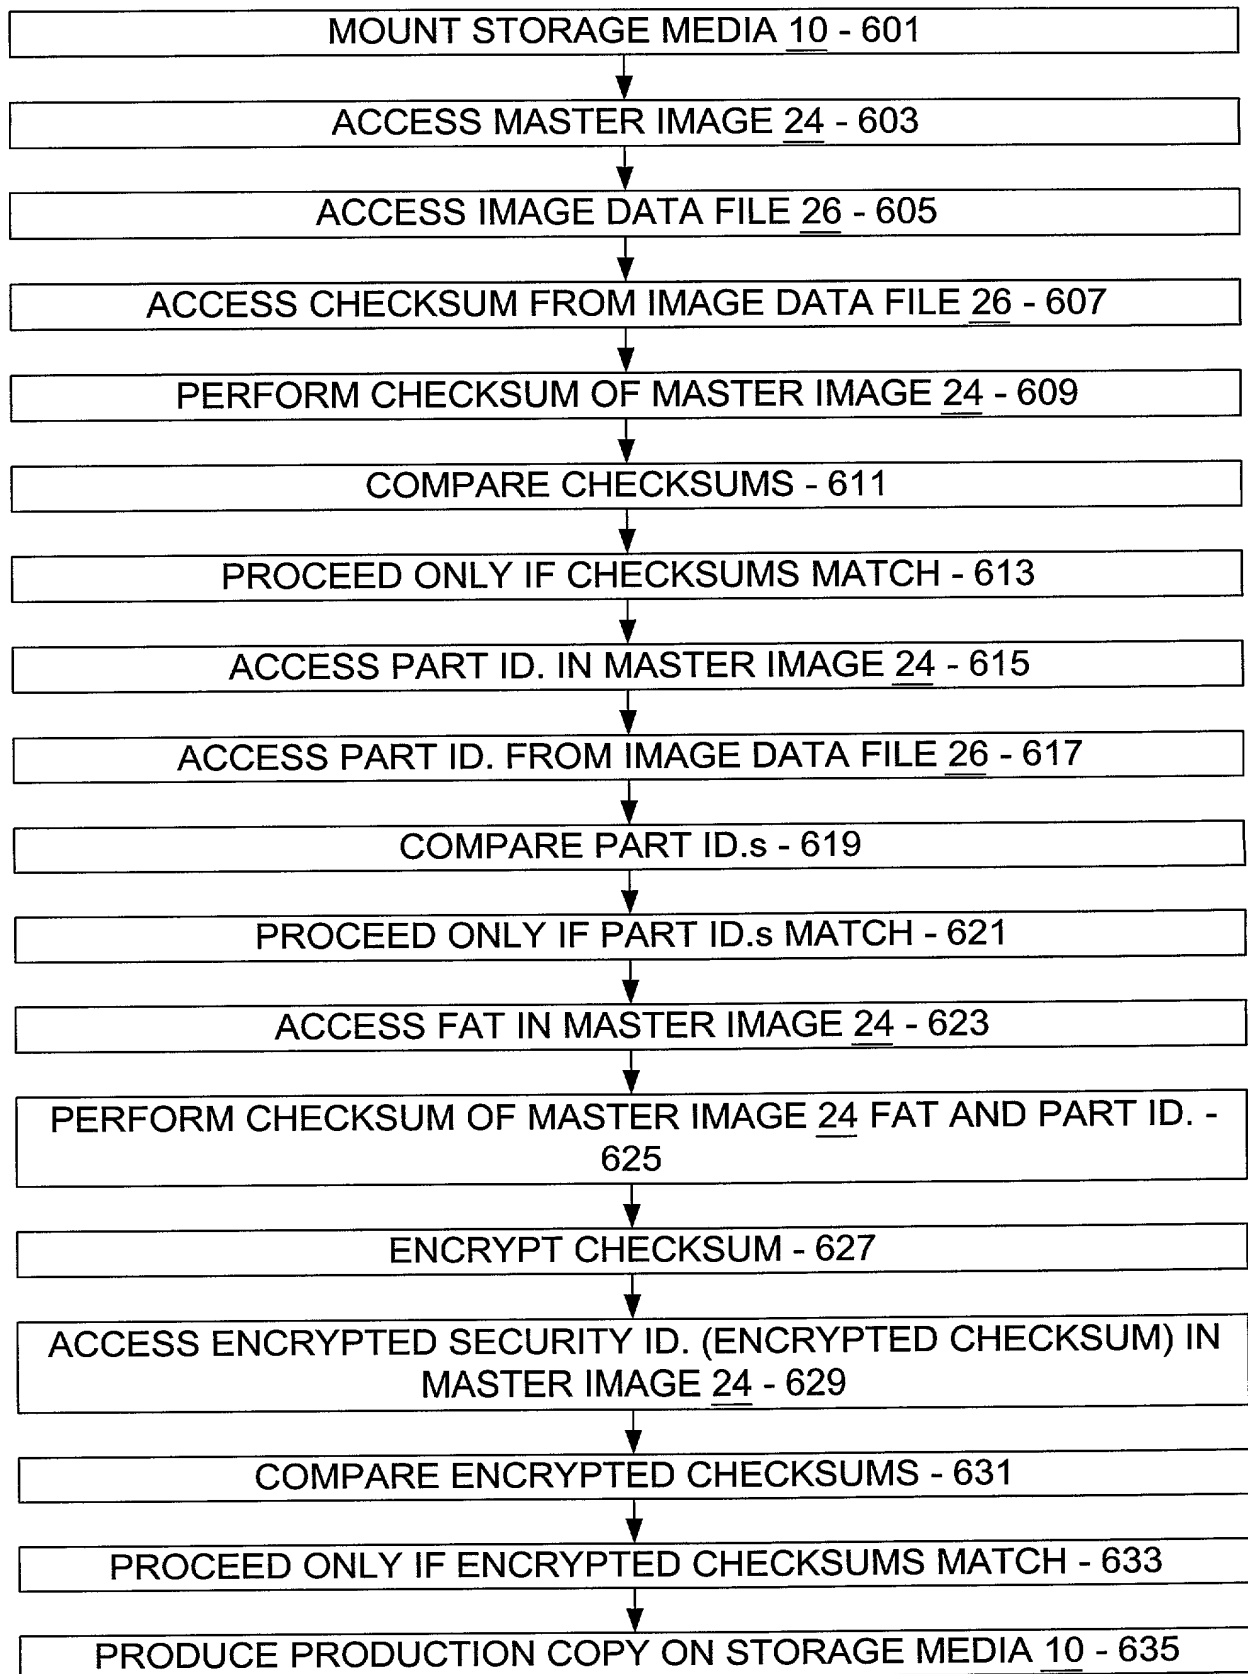 MOUNT STORAGE MEDIA 10 - 601
ACCESS MASTER IMAGE 24 - 603
ACCESS IMAGE DATA FILE 26 - 605
ACCESS CHECKSUM FROM IMAGE DATA FILE 26 - 607
PERFORM CHECKSUM OF MASTER IMAGE 24 - 609
COMPARE CHECKSUMS - 611
PROCEED ONLY IF CHECKSUMS MATCH - 613
ACCESS PART ID. IN MASTER IMAGE 24 - 615
ACCESS PART ID. FROM IMAGE DATA FILE 26 - 617
COMPARE PART ID.s - 619
PROCEED ONLY IF PART ID.s MATCH - 621
ACCESS FAT IN MASTER IMAGE 24 - 623
PERFORM CHECKSUM OF MASTER IMAGE 24 FAT AND PART ID. -
625
ENCRYPT CHECKSUM - 627
ACCESS ENCRYPTED SECURITY ID. (ENCRYPTED CHECKSUM) IN
MASTER IMAGE 24 - 629
COMPARE ENCRYPTED CHECKSUMS - 631
PROCEED ONLY IF ENCRYPTED CHECKSUMS MATCH - 633
PRODUCE PRODUCTION COPY ON STORAGE MEDIA 10 - 635